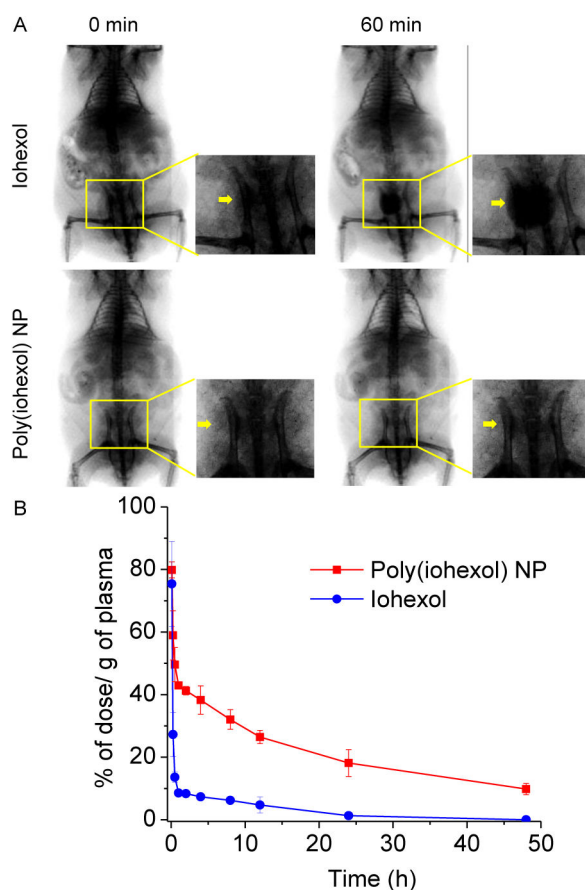 A
0 min
60 min
Iohexol
Poly(iohexol) NP
B
% of dose/ g of plasma
100
80
60
40
20
0
Poly(iohexol) NP
Iohexol
0 10 20 30 40 50
Time (h)